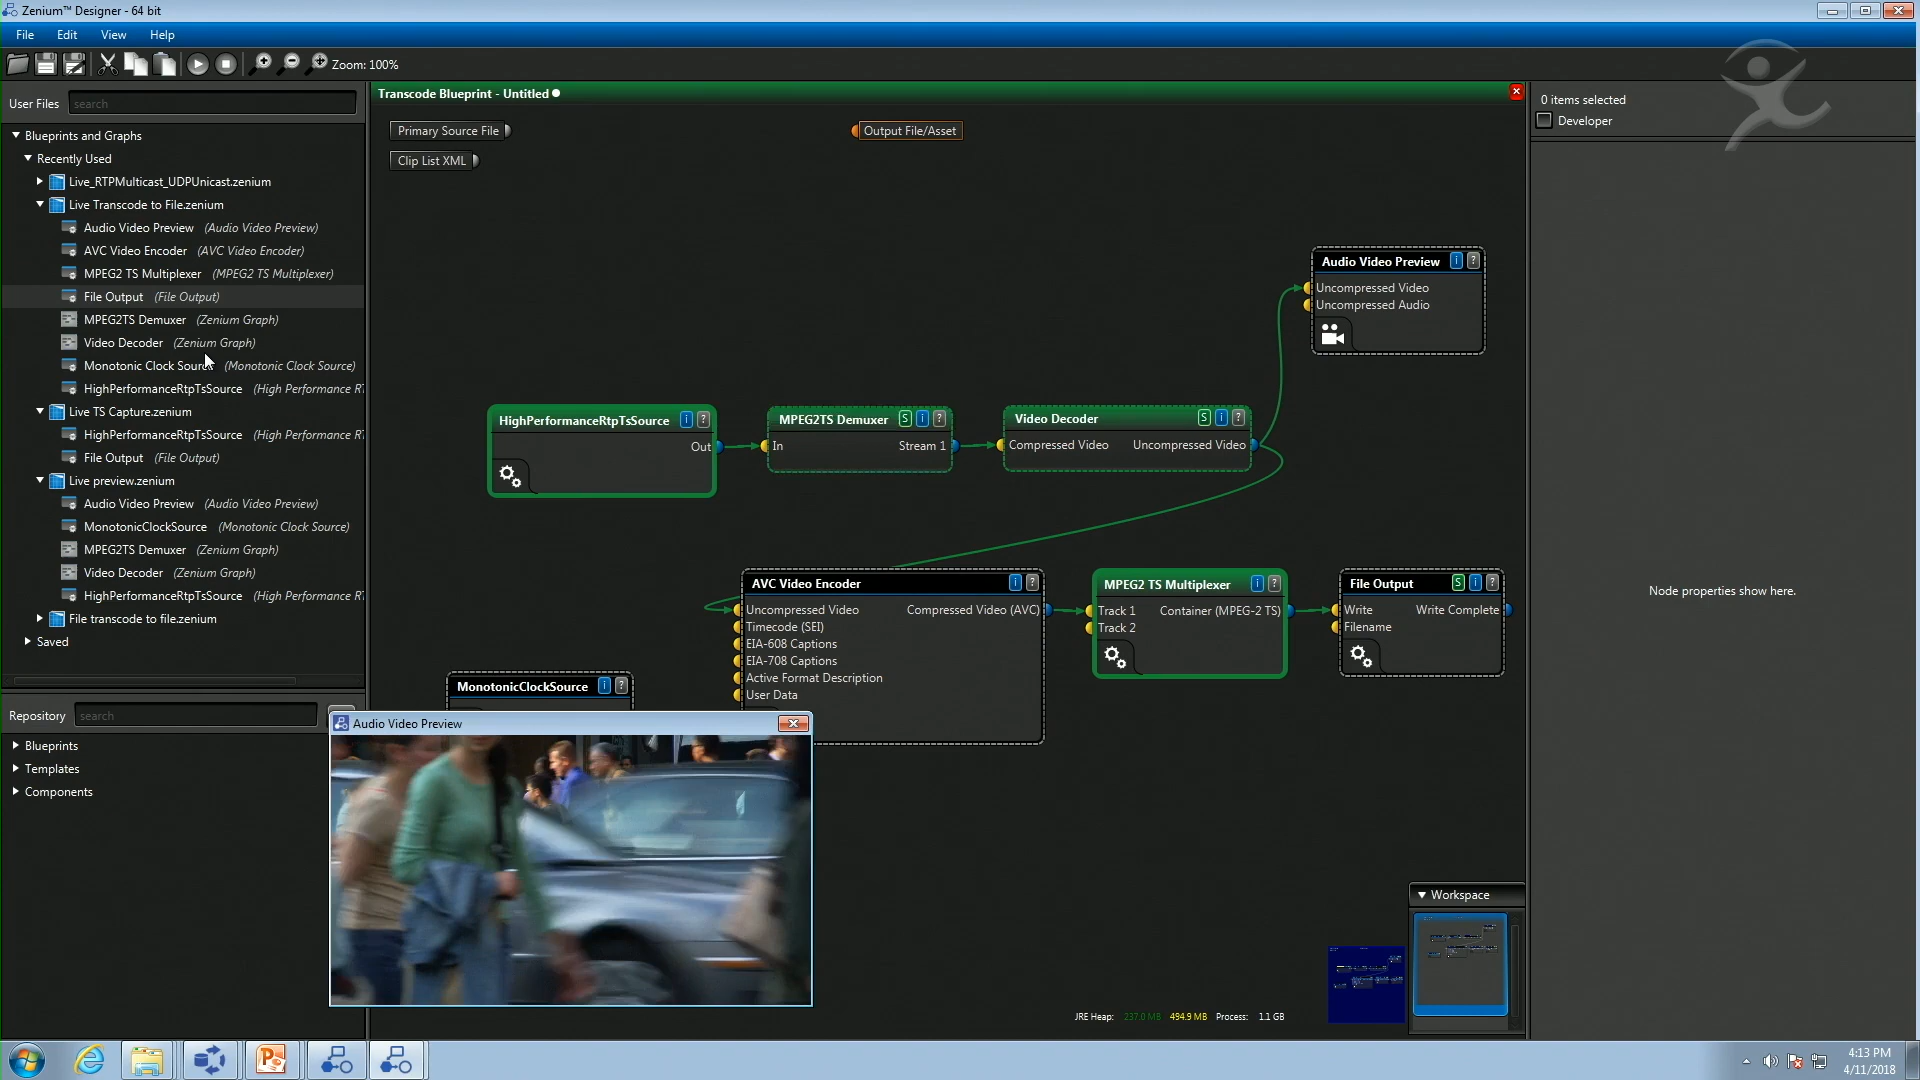 Zenium™ Designer - 64 bit
File Edit View Help
Zoom: 100%
User Files search
Blueprints and Graphs
Recently Used
Live_RTPMulticast_UDPUnicast.zenium
Live Transcode to File.zenium
Audio Video Preview (Audio Video Preview)
AVC Video Encoder (AVC Video Encoder)
MPEG2 TS Multiplexer (MPEG2 TS Multiplexer)
File Output (File Output)
MPEG2TS Demuxer (Zenium Graph)
Video Decoder (Zenium Graph)
Monotonic Clock Source (Monotonic Clock Source)
HighPerformanceRtpTsSource (High Performance RT
Live TS Capture.zenium
HighPerformanceRtpTsSource (High Performance RT
File Output (File Output)
Live preview.zenium
Audio Video Preview (Audio Video Preview)
MonotonicClockSource (Monotonic Clock Source)
MPEG2TS Demuxer (Zenium Graph)
Video Decoder (Zenium Graph)
HighPerformanceRtpTsSource (High Performance RT
File transcode to file.zenium
Saved
Repository search
Blueprints
Templates
Components
Transcode Blueprint - Untitled
Primary Source File
Clip List XML
Output File/Asset
Audio Video Preview i ?
Uncompressed Video
Uncompressed Audio
HighPerformanceRtpTsSource i ?
Out
MPEG2TS Demuxer S i ?
In Stream 1
Video Decoder S i ?
Compressed Video Uncompressed Video
AVC Video Encoder i ?
Uncompressed Video Compressed Video (AVC)
Timecode (SEI)
EIA-608 Captions
EIA-708 Captions
Active Format Description
User Data
MPEG2 TS Multiplexer i ?
Track 1 Container (MPEG-2 TS)
Track 2
File Output S i ?
Write Write Complete
Filename
MonotonicClockSource i ?
Audio Video Preview
Workspace
JRE Heap: 237.0 MB 494.9 MB Process: 1.1 GB
0 items selected
Developer
Node properties show here.
4:13 PM
4/11/2018